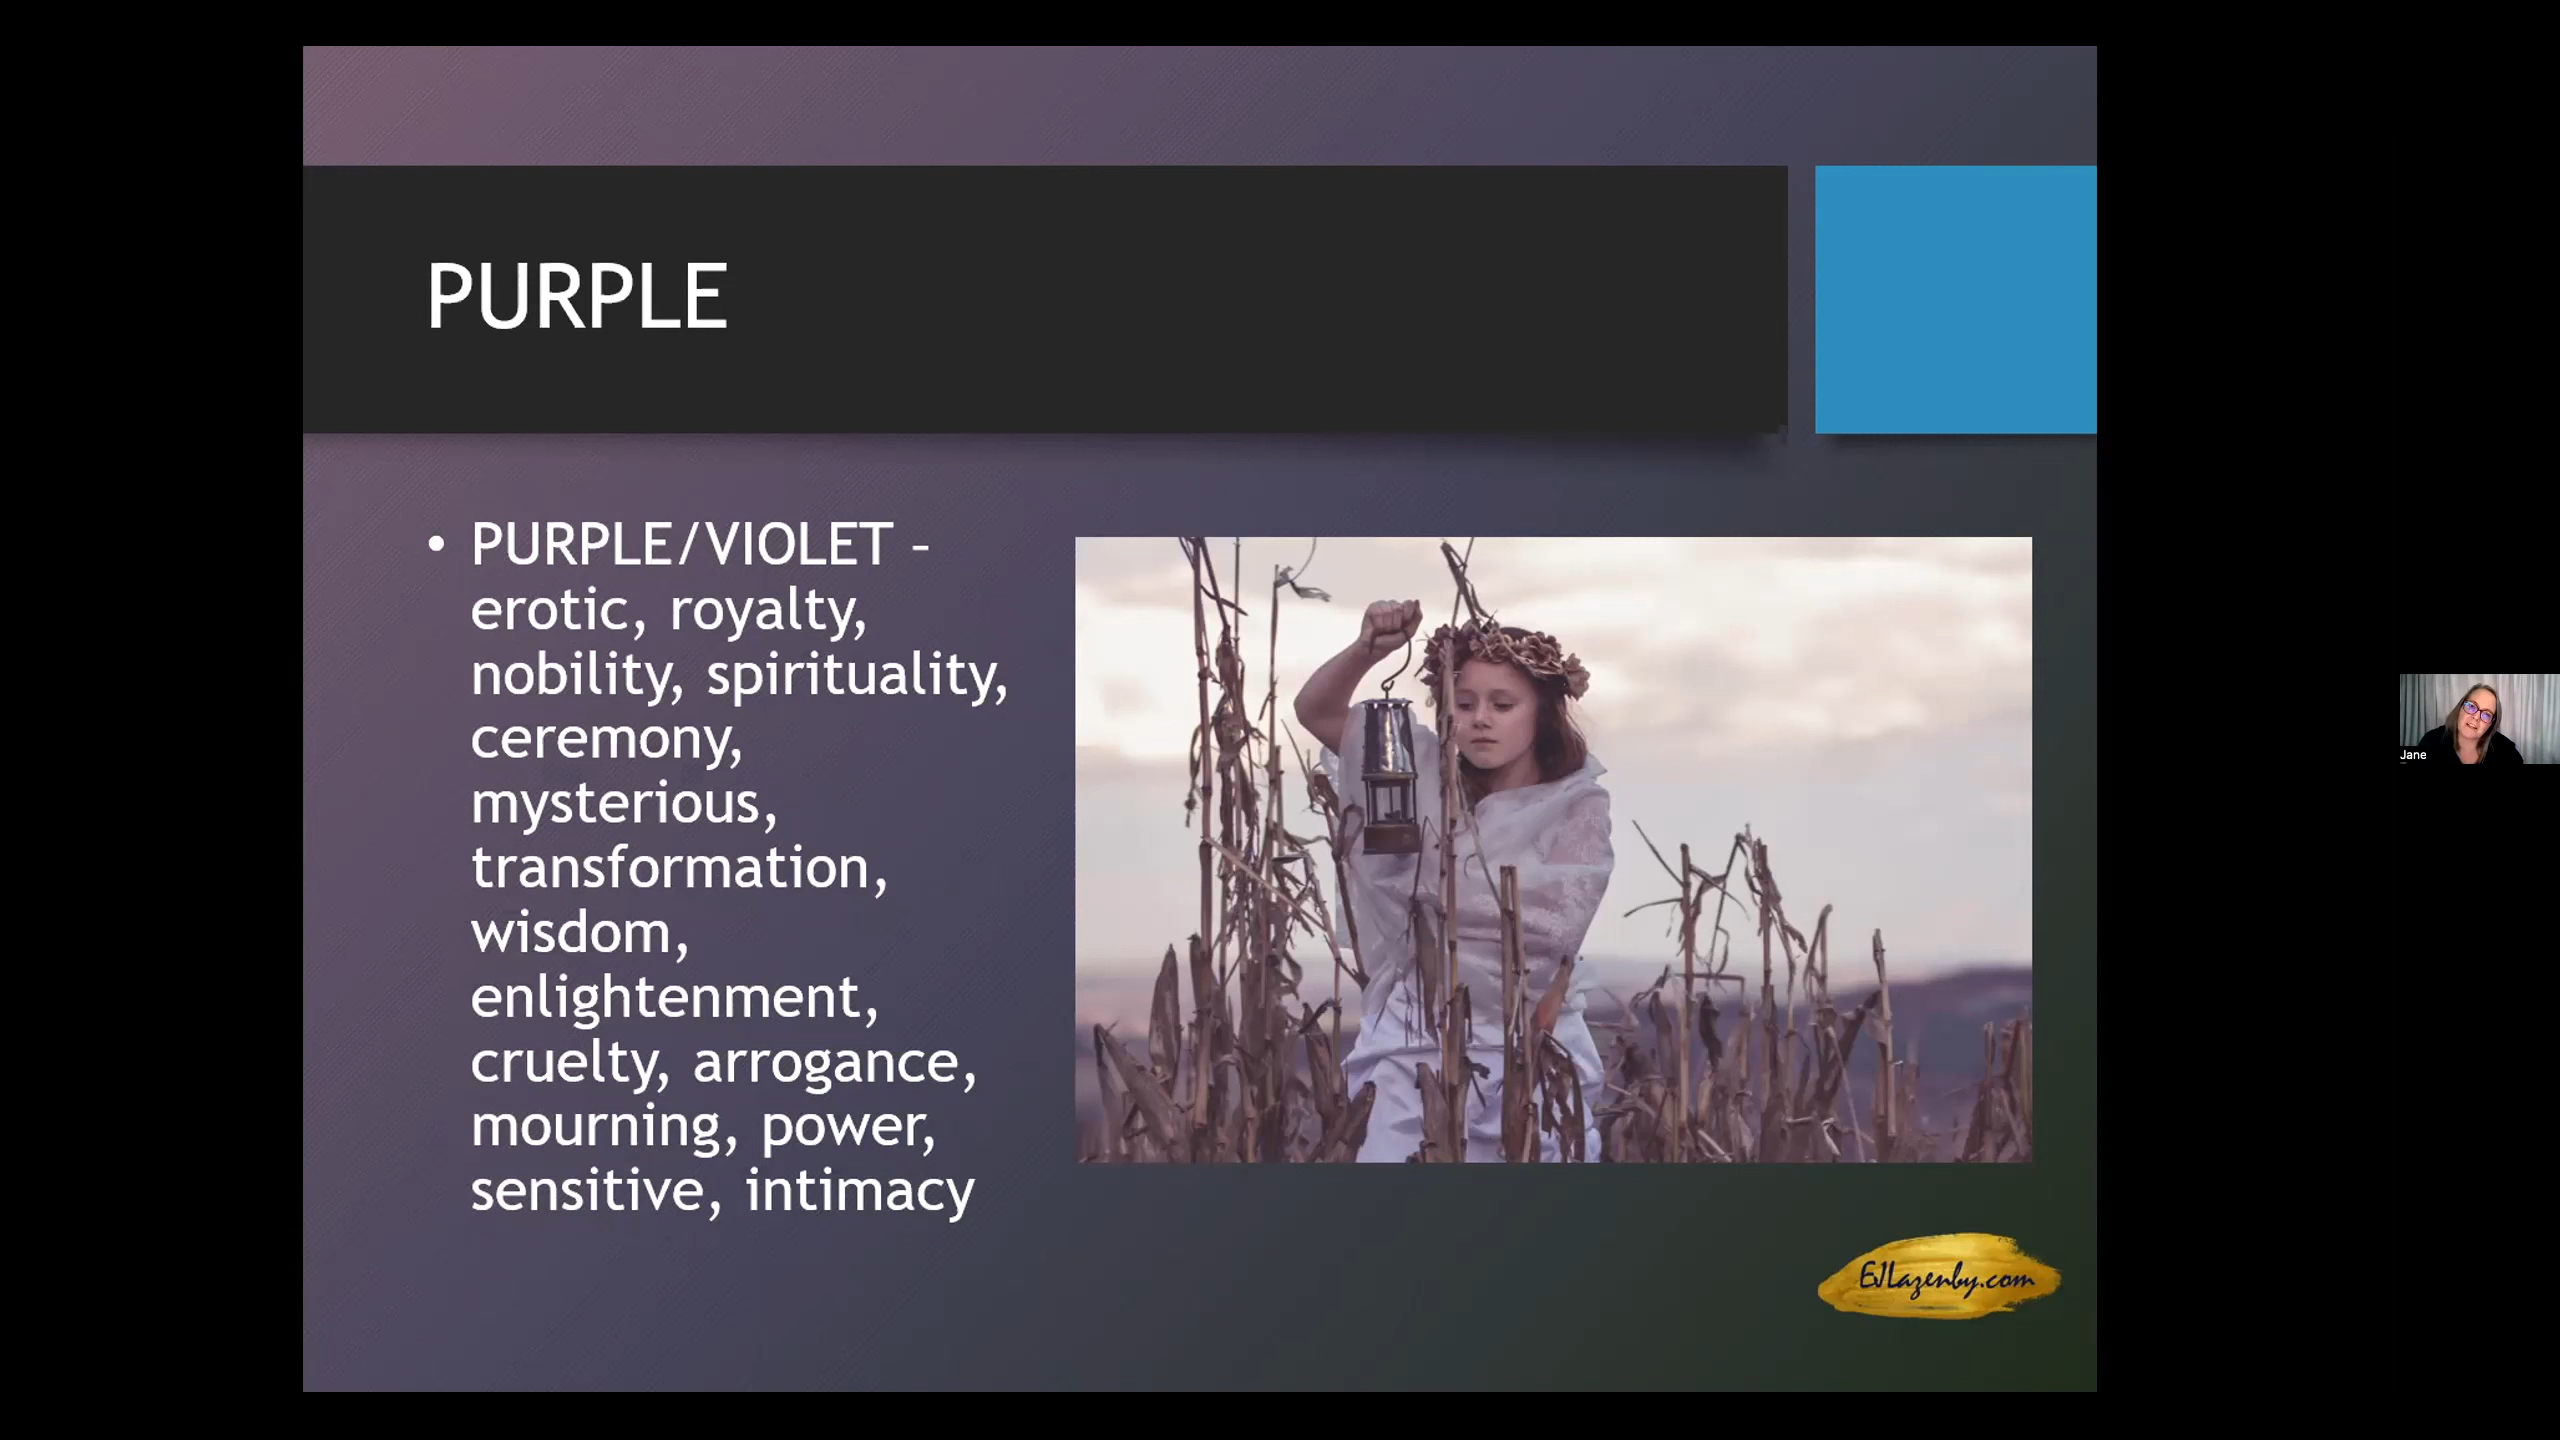 PURPLE
• PURPLE/VIOLET –
erotic, royalty,
nobility, spirituality,
ceremony,
mysterious,
transformation,
wisdom,
enlightenment,
cruelty, arrogance,
mourning, power,
sensitive, intimacy
Jane
EJLazenby.com